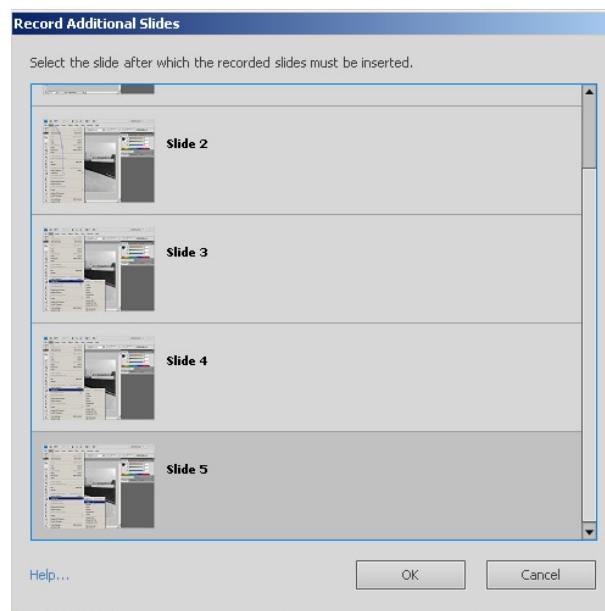 Record Additional Slides
Select the slide after which the recorded slides must be inserted.
Slide 2
Slide 3
Slide 4
Slide 5
Help...
OK
Cancel